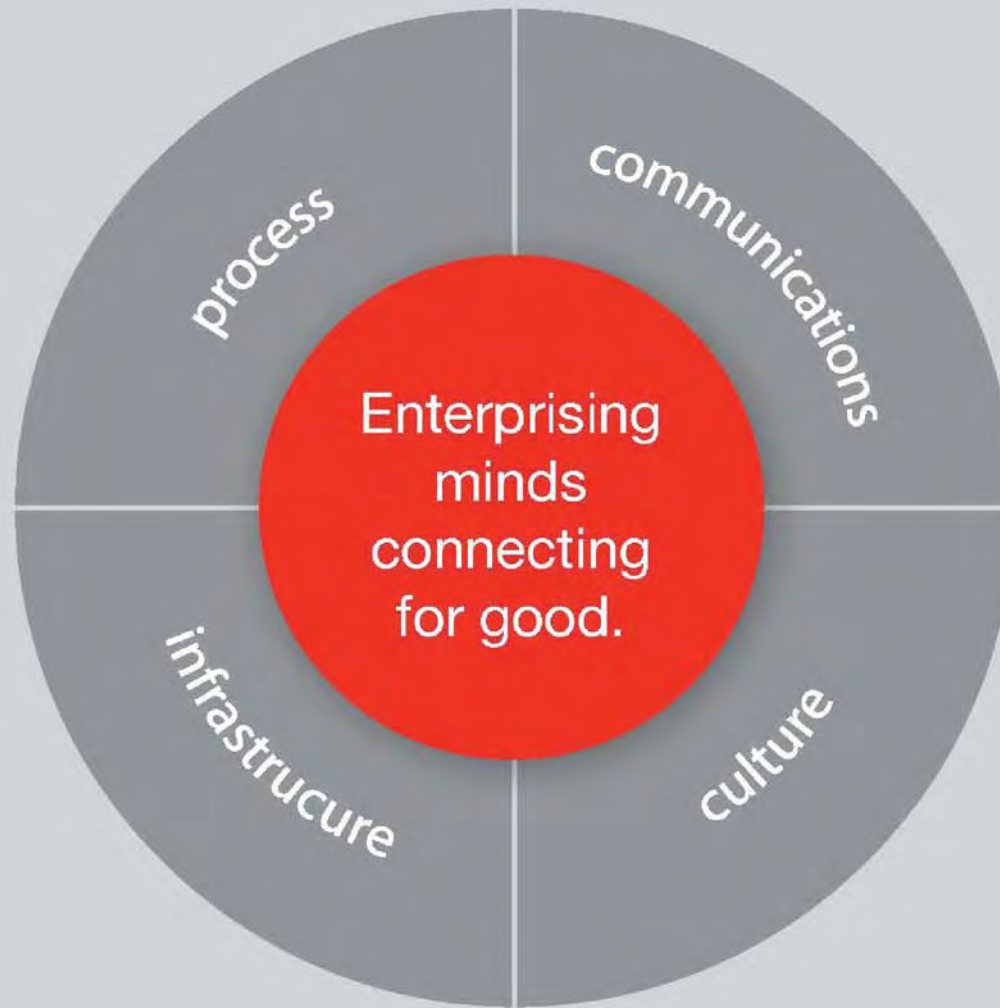 process
communications
Enterprising
minds
connecting
for good.
infrastrucure
culture